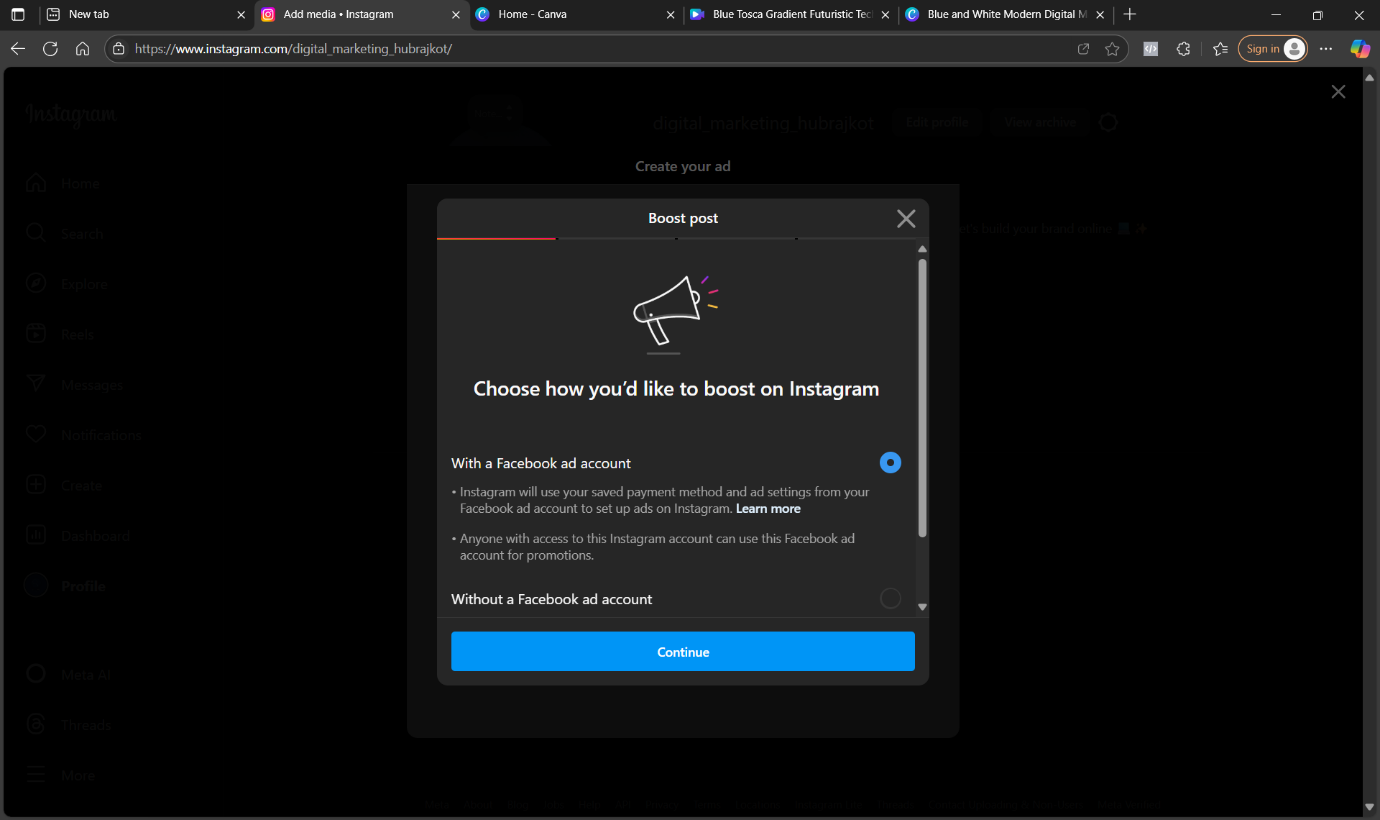 New tab
Add media • Instagram
Home - Canva
Blue Tosca Gradient Futuristic Tec
Blue and White Modern Digital M
https://www.instagram.com/digital_marketing_hubrajkot/
Sign in
Instagram
digital_marketing_hubrajkot
Edit profile
View archive
Create your ad
Home
Search
Explore
Reels
Messages
Notifications
Create
Dashboard
Profile
Meta AI
Threads
More
let's build your brand online
Boost post
Choose how you'd like to boost on Instagram
With a Facebook ad account
• Instagram will use your saved payment method and ad settings from your
Facebook ad account to set up ads on Instagram. Learn more
• Anyone with access to this Instagram account can use this Facebook ad
account for promotions.
Without a Facebook ad account
Continue